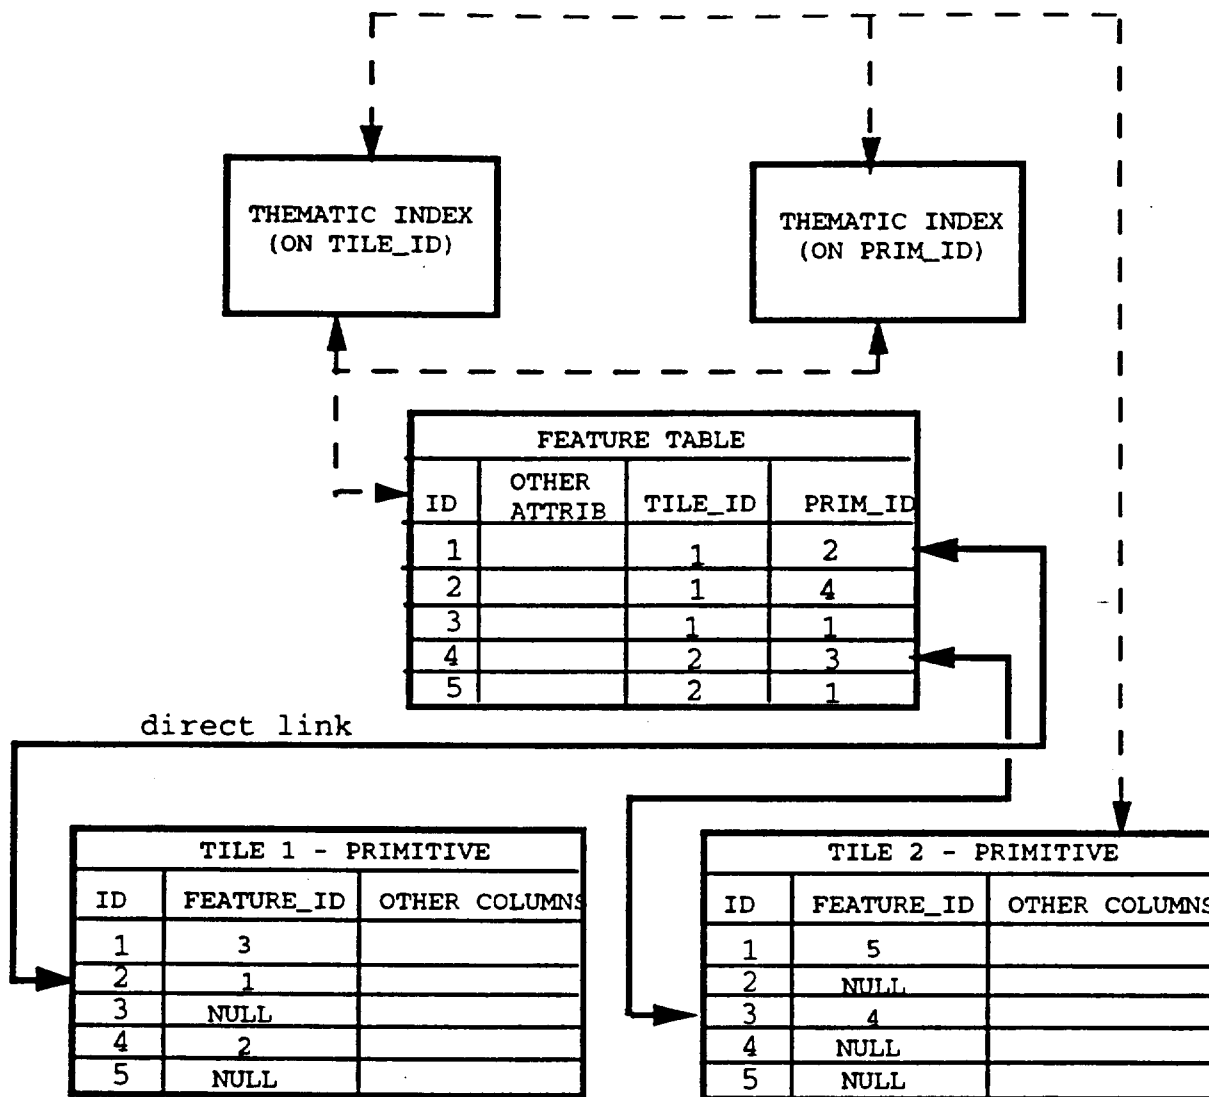 THEMATIC INDEX
(ON TILE_ID)
THEMATIC INDEX
(ON PRIM_ID)
FEATURE TABLE
ID OTHER ATTRIB TILE_ID PRIM_ID
1 1 2
2 1 4
3 1 1
4 2 3
5 2 1
direct link
TILE 1 - PRIMITIVE
ID FEATURE_ID OTHER COLUMNS
1 3
2 1
3 NULL
4 2
5 NULL
TILE 2 - PRIMITIVE
ID FEATURE_ID OTHER COLUMNS
1 5
2 NULL
3 4
4 NULL
5 NULL